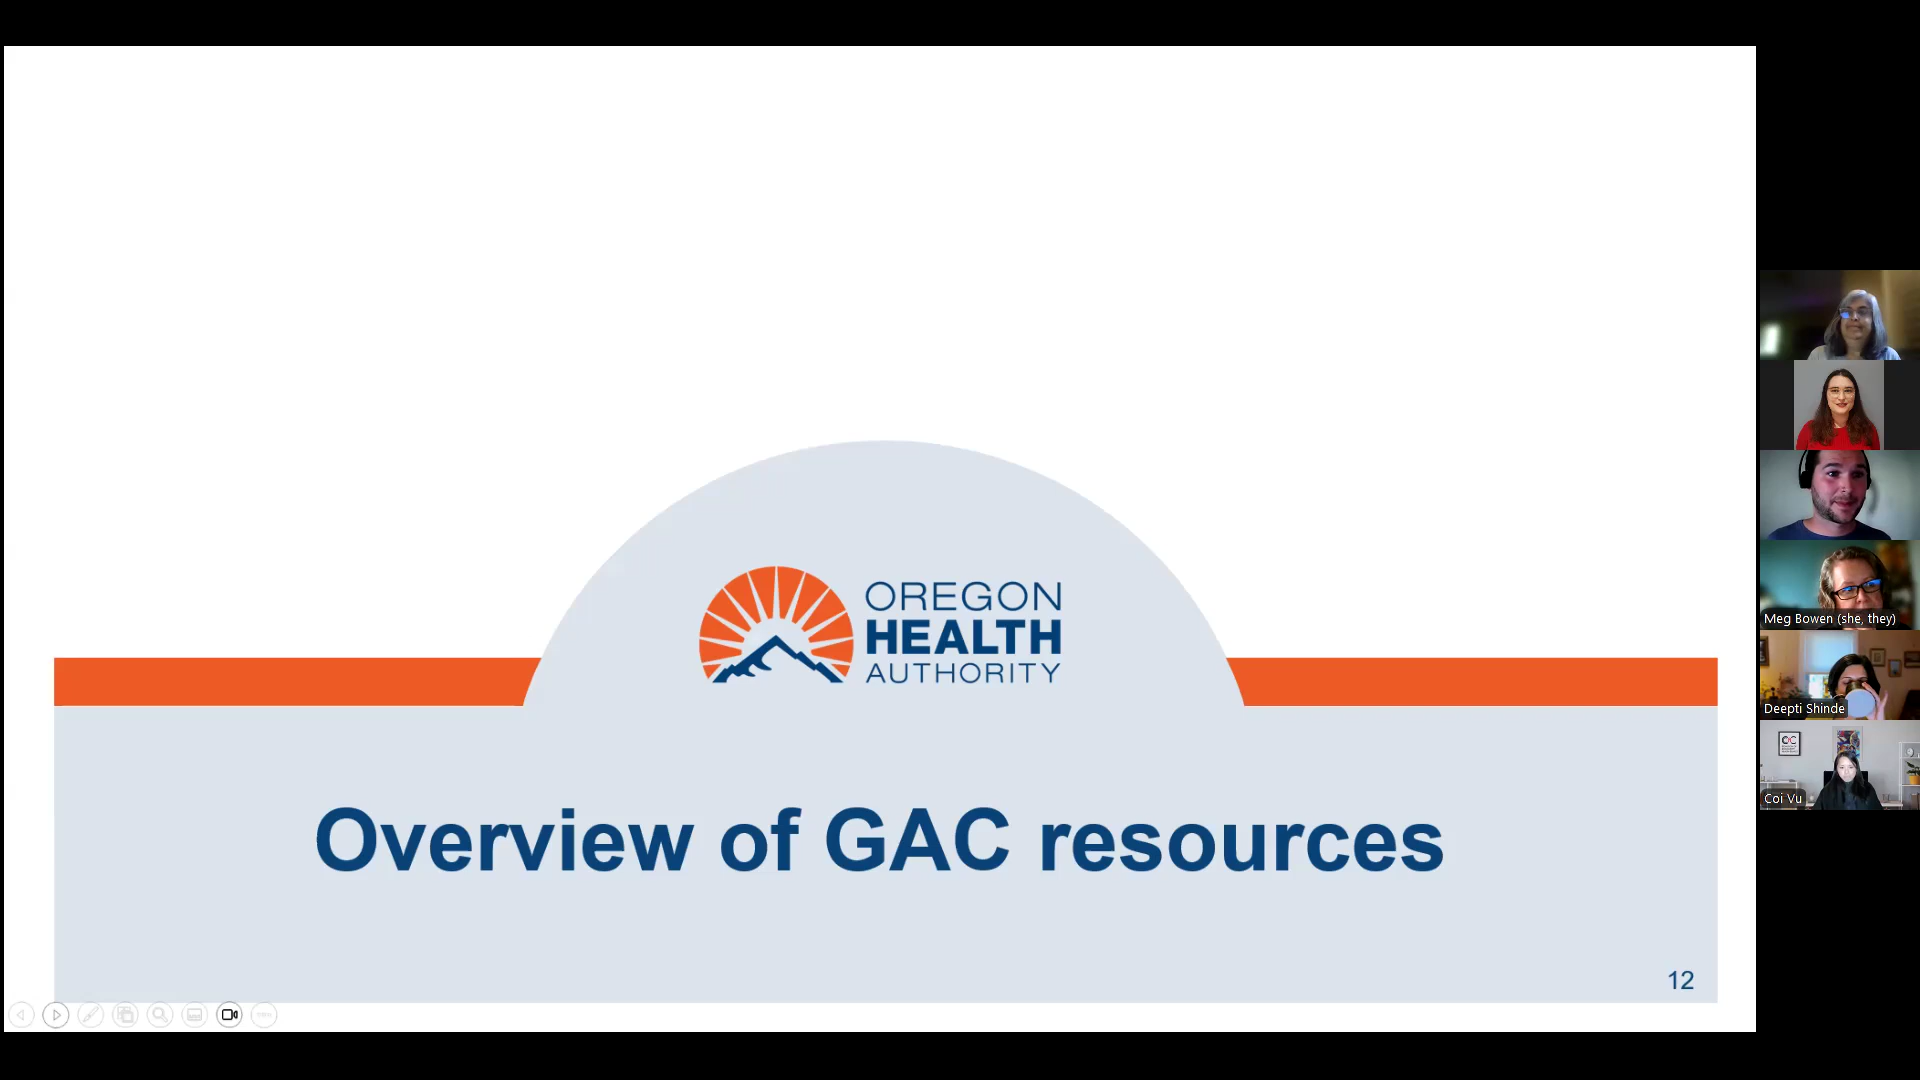 OREGON
HEALTH
AUTHORITY
Overview of GAC resources
12
Meg Bowen (she, they)
Deepti Shinde
Coi Vu